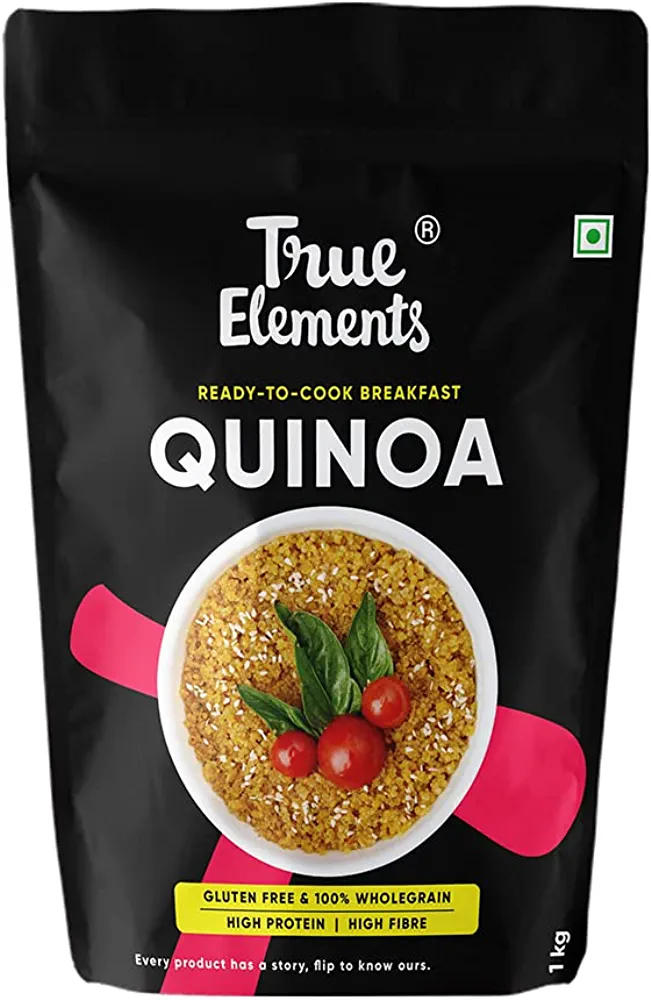 True ®
Elements
READY-TO-COOK BREAKFAST
QUINOA
GLUTEN FREE & 100% WHOLEGRAIN
HIGH PROTEIN | HIGH FIBRE
Every product has a story, flip to know ours.
1 kg